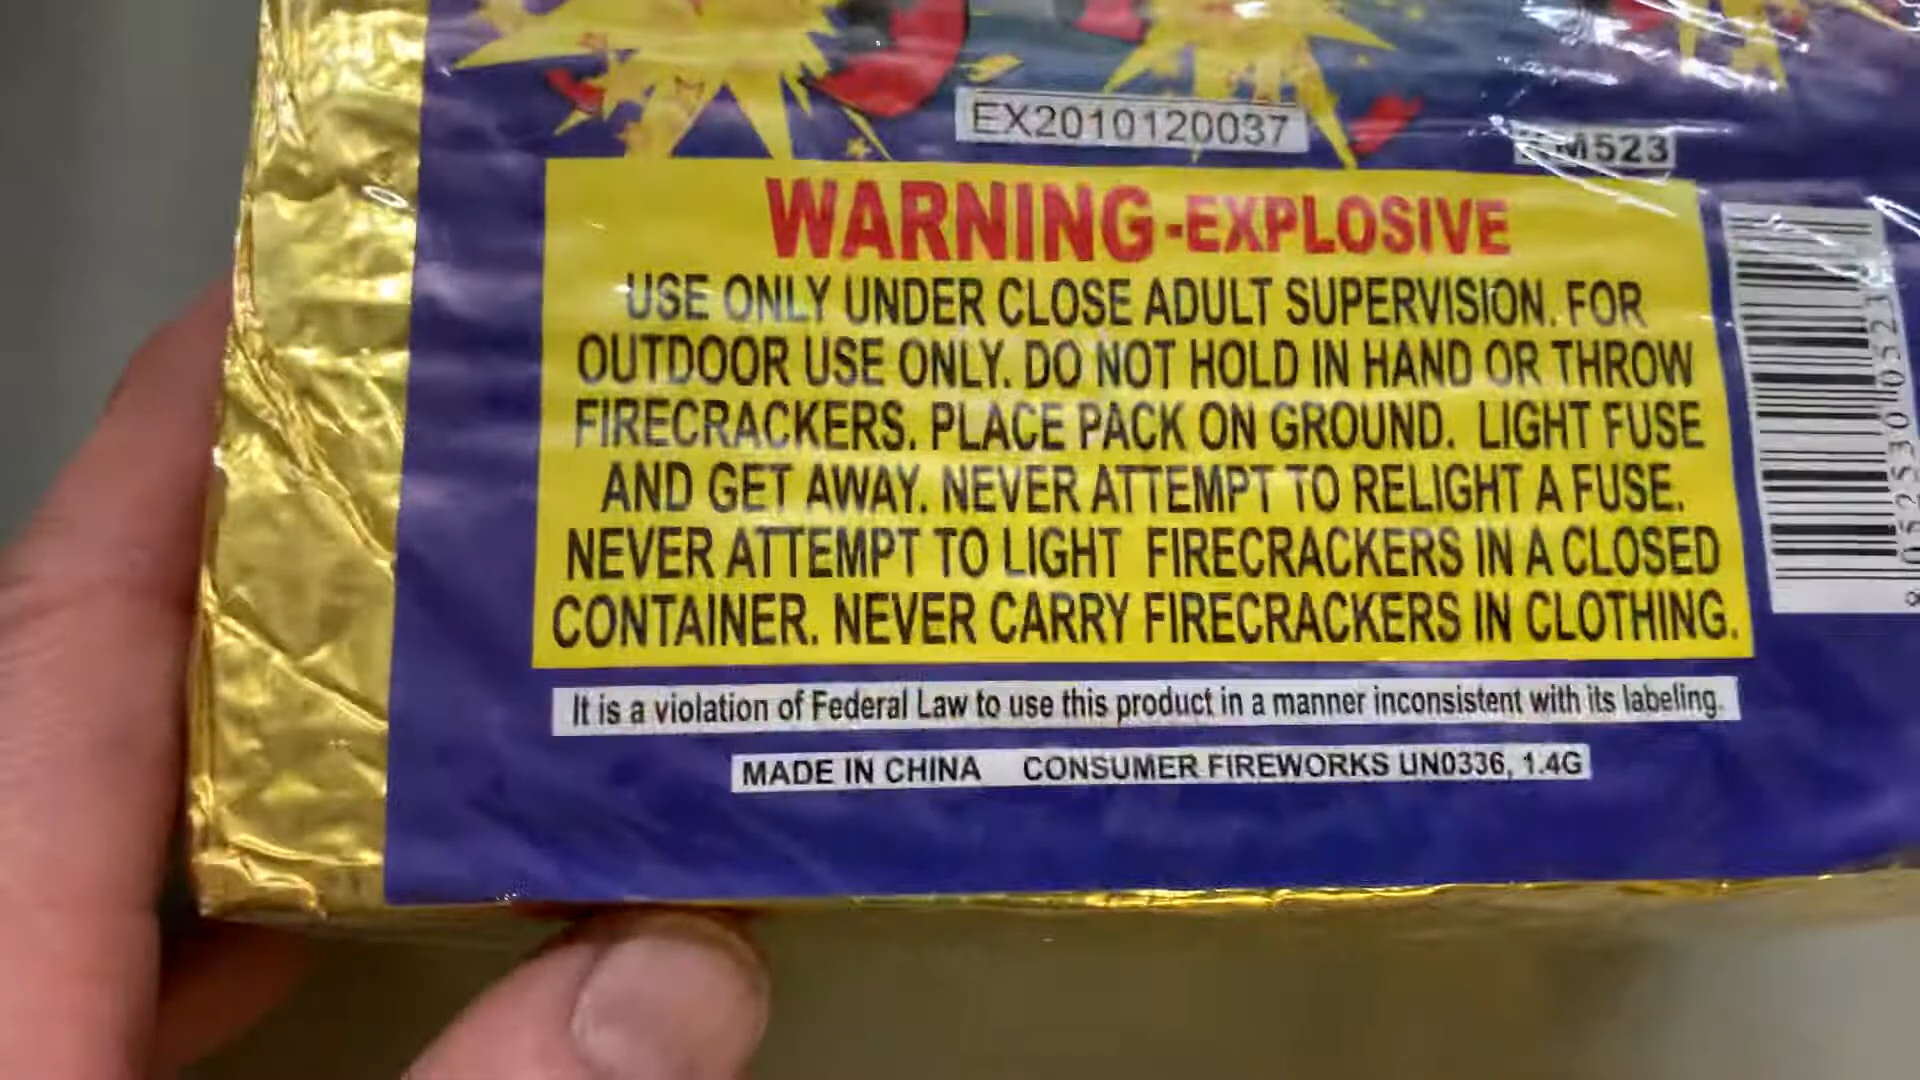 EX2010120037
M523
WARNING-EXPLOSIVE
USE ONLY UNDER CLOSE ADULT SUPERVISION. FOR
OUTDOOR USE ONLY. DO NOT HOLD IN HAND OR THROW
FIRECRACKERS. PLACE PACK ON GROUND. LIGHT FUSE
AND GET AWAY. NEVER ATTEMPT TO RELIGHT A FUSE.
NEVER ATTEMPT TO LIGHT FIRECRACKERS IN A CLOSED
CONTAINER. NEVER CARRY FIRECRACKERS IN CLOTHING.
It is a violation of Federal Law to use this product in a manner inconsistent with its labeling.
MADE IN CHINA CONSUMER FIREWORKS UN0336, 1.4G